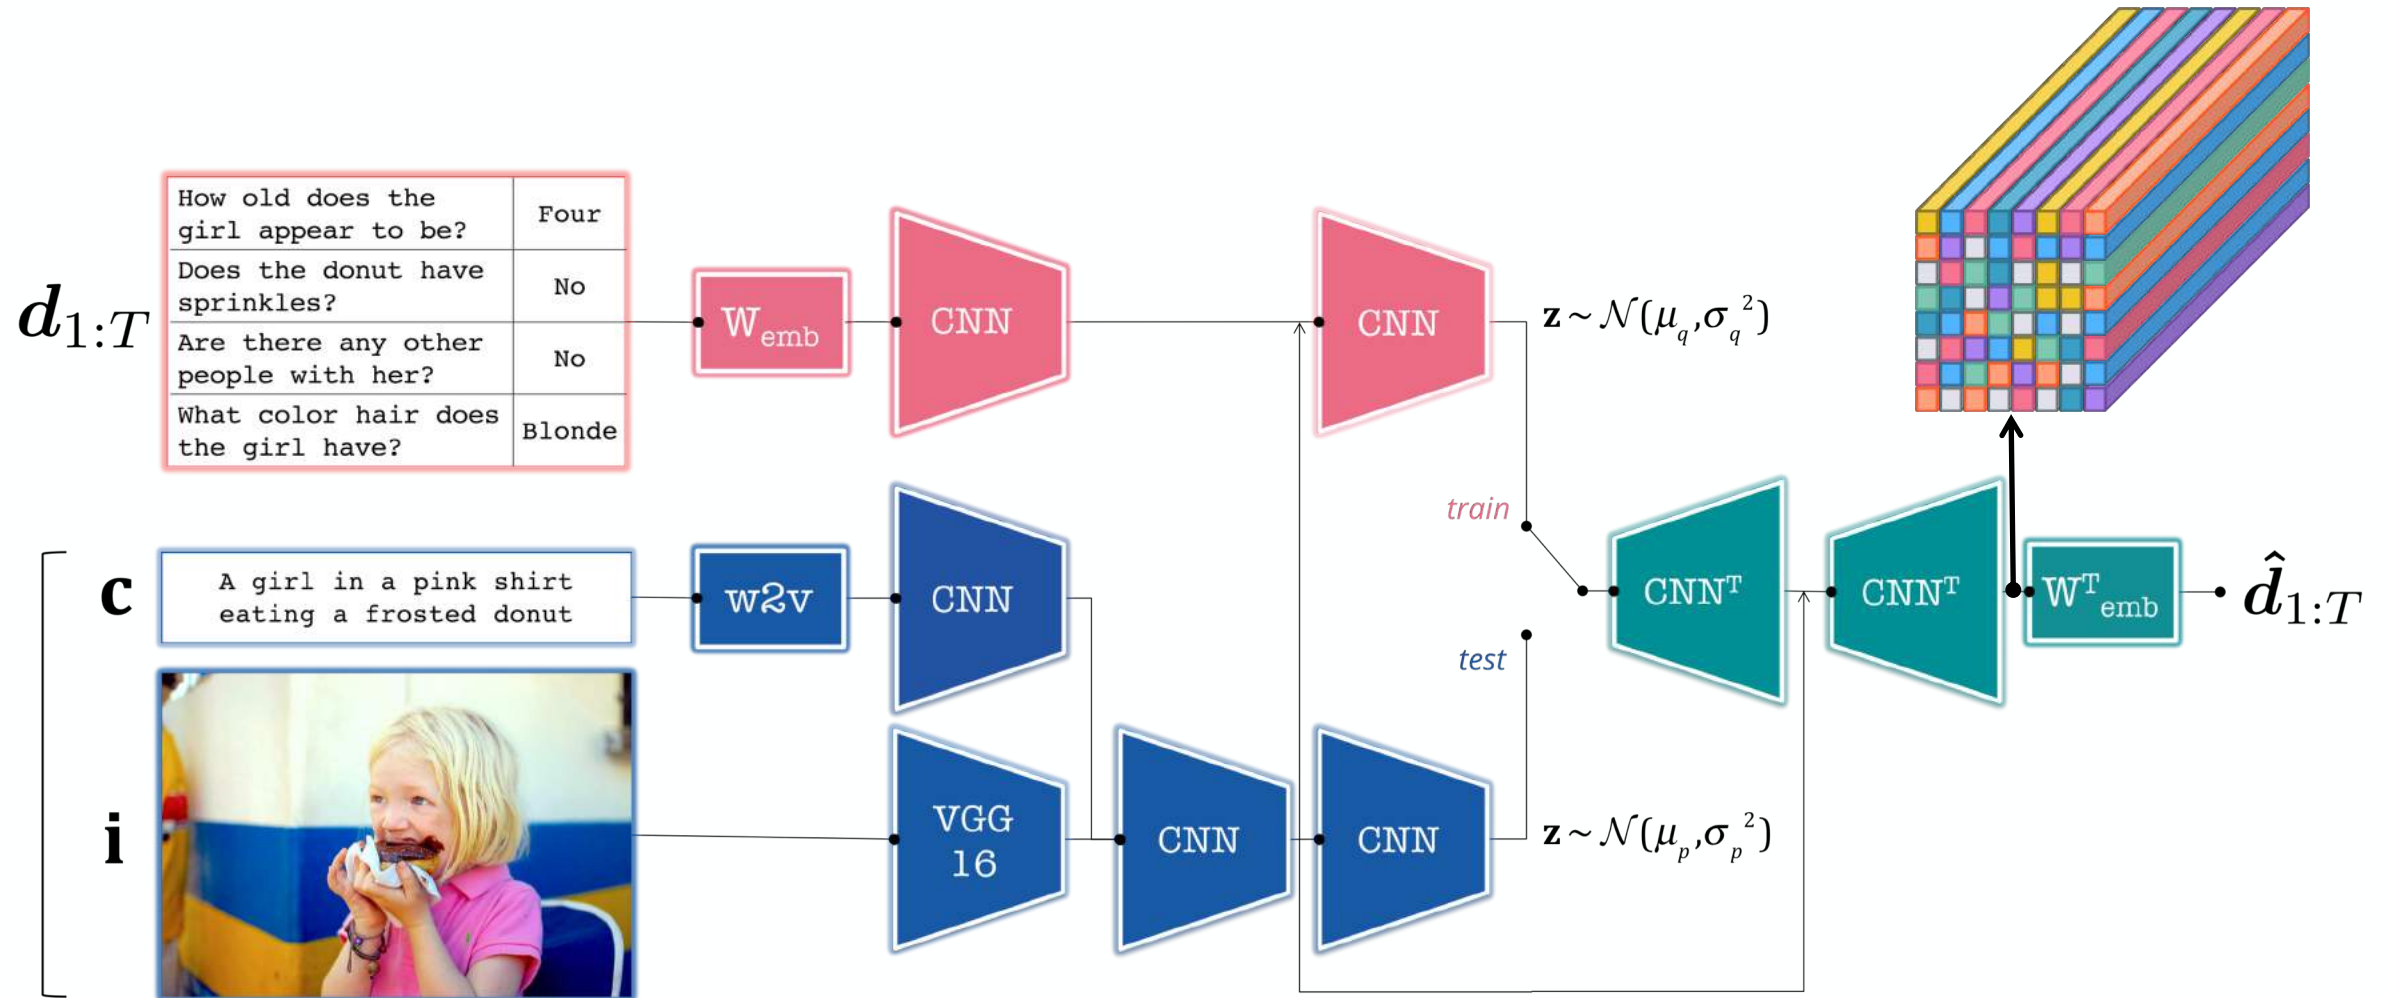 d1:T
How old does the
girl appear to be?
Four
Does the donut have
sprinkles?
No
Are there any other
people with her?
No
What color hair does
the girl have?
Blonde
Wemb
CNN
CNN
z ~ 𝒩(μq,σq²)
train
c
A girl in a pink shirt
eating a frosted donut
w2v
CNN
CNNᵀ
CNNᵀ
Wᵀemb
d̂1:T
test
i
VGG
16
CNN
CNN
z ~ 𝒩(μp,σp²)